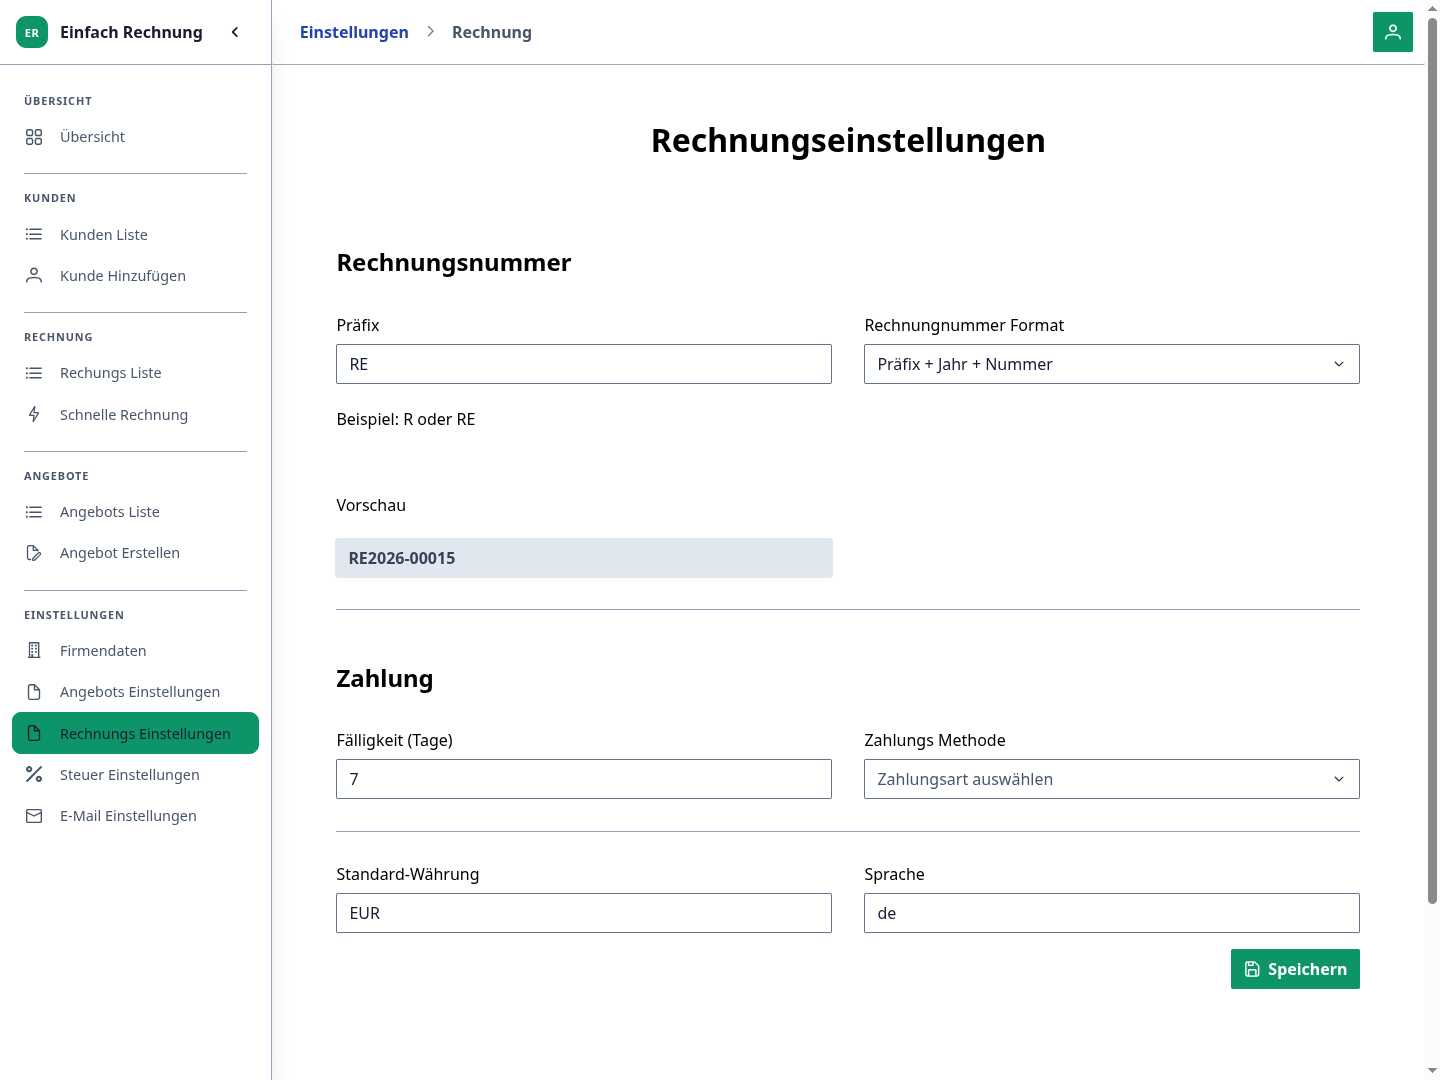 ER
Einfach Rechnung
ÜBERSICHT
Übersicht
KUNDEN
Kunden Liste
Kunde Hinzufügen
RECHNUNG
Rechungs Liste
Schnelle Rechnung
ANGEBOTE
Angebots Liste
Angebot Erstellen
EINSTELLUNGEN
Firmendaten
Angebots Einstellungen
Rechnungs Einstellungen
Steuer Einstellungen
E-Mail Einstellungen
Einstellungen
Rechnung
Rechnungseinstellungen
Rechnungsnummer
Präfix
Rechnungnummer Format
RE
Präfix + Jahr + Nummer
Beispiel: R oder RE
Vorschau
RE2026-00015
Zahlung
Fälligkeit (Tage)
Zahlungs Methode
7
Zahlungsart auswählen
Standard-Währung
Sprache
EUR
de
Speichern